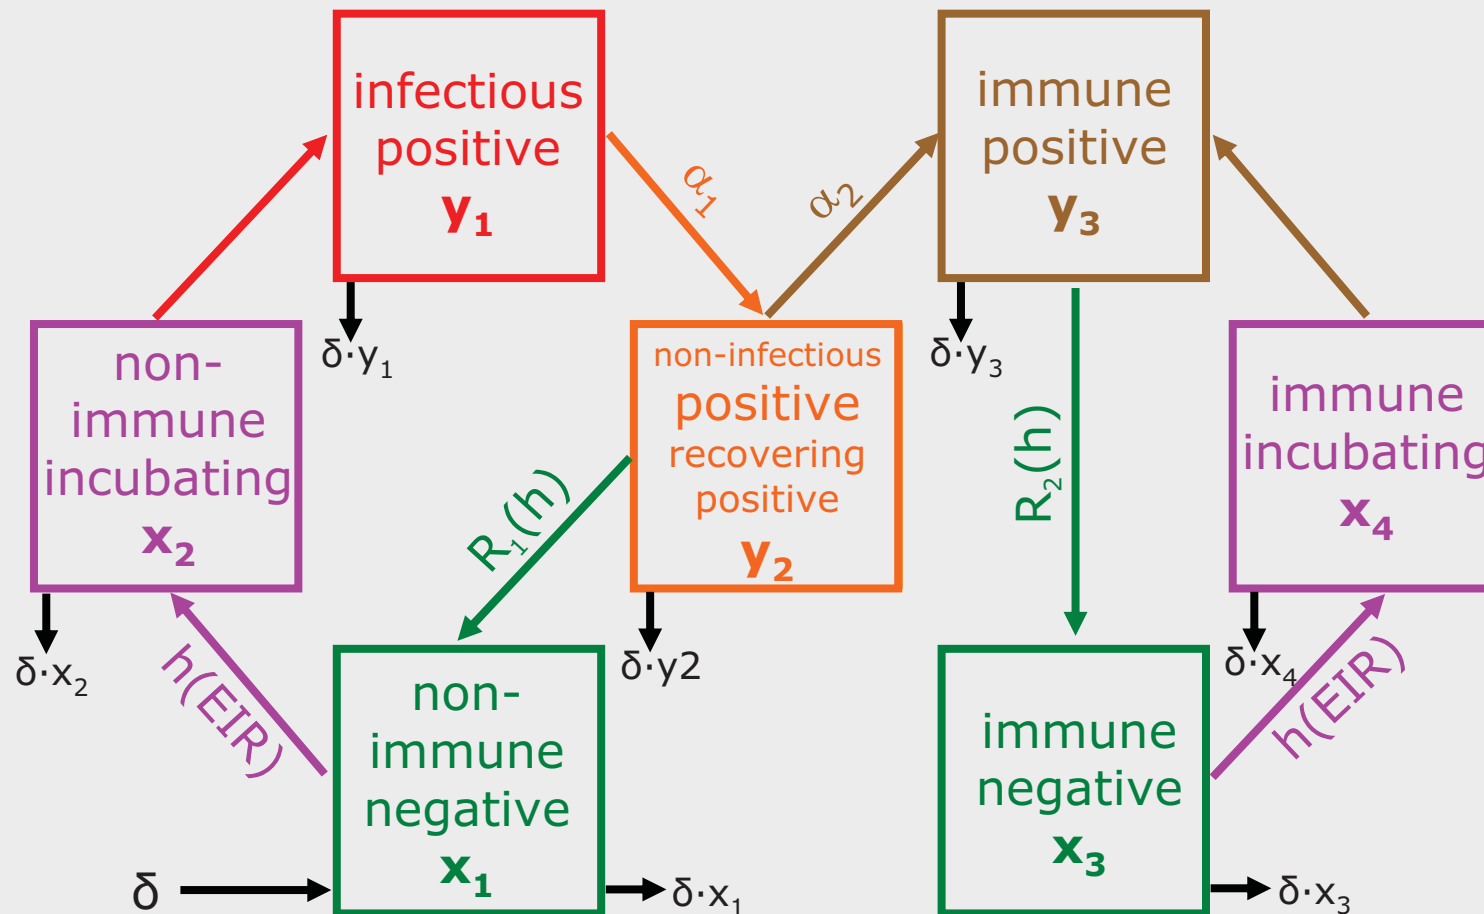 infectious
positive
y₁
immune
positive
y₃
α₁
α₂
δ·y₁
δ·y₃
non-
immune
incubating
x₂
non-infectious
positive
recovering
positive
y₂
immune
incubating
x₄
R₁(h)
R₂(h)
δ·x₂
δ·y2
δ·x₄
h(EIR)
h(EIR)
non-
immune
negative
x₁
immune
negative
x₃
δ
δ·x₁
δ·x₃